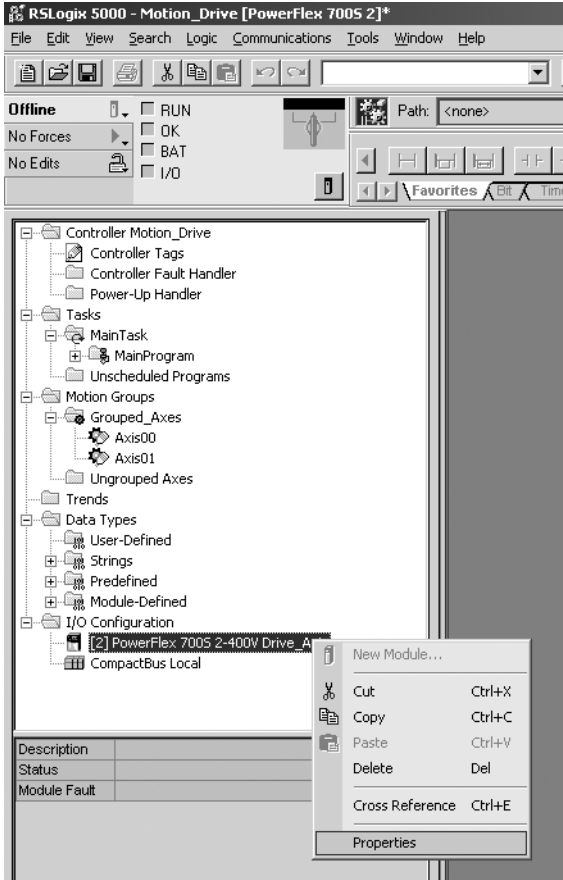 RSLogix 5000 - Motion_Drive [PowerFlex 700S 2]*
File Edit View Search Logic Communications Tools Window Help
Offline
RUN
No Forces
OK
BAT
No Edits
I/O
Path: <none>
Favorites Bit
Controller Motion_Drive
Controller Tags
Controller Fault Handler
Power-Up Handler
Tasks
MainTask
MainProgram
Unscheduled Programs
Motion Groups
Grouped_Axes
Axis00
Axis01
Ungrouped Axes
Trends
Data Types
User-Defined
Strings
Predefined
Module-Defined
I/O Configuration
[2] PowerFlex 700S 2-400V
CompactBus Local
New Module...
Cut Ctrl+X
Copy Ctrl+C
Paste Ctrl+V
Delete Del
Cross Reference Ctrl+E
Properties
Description
Status
Module Fault